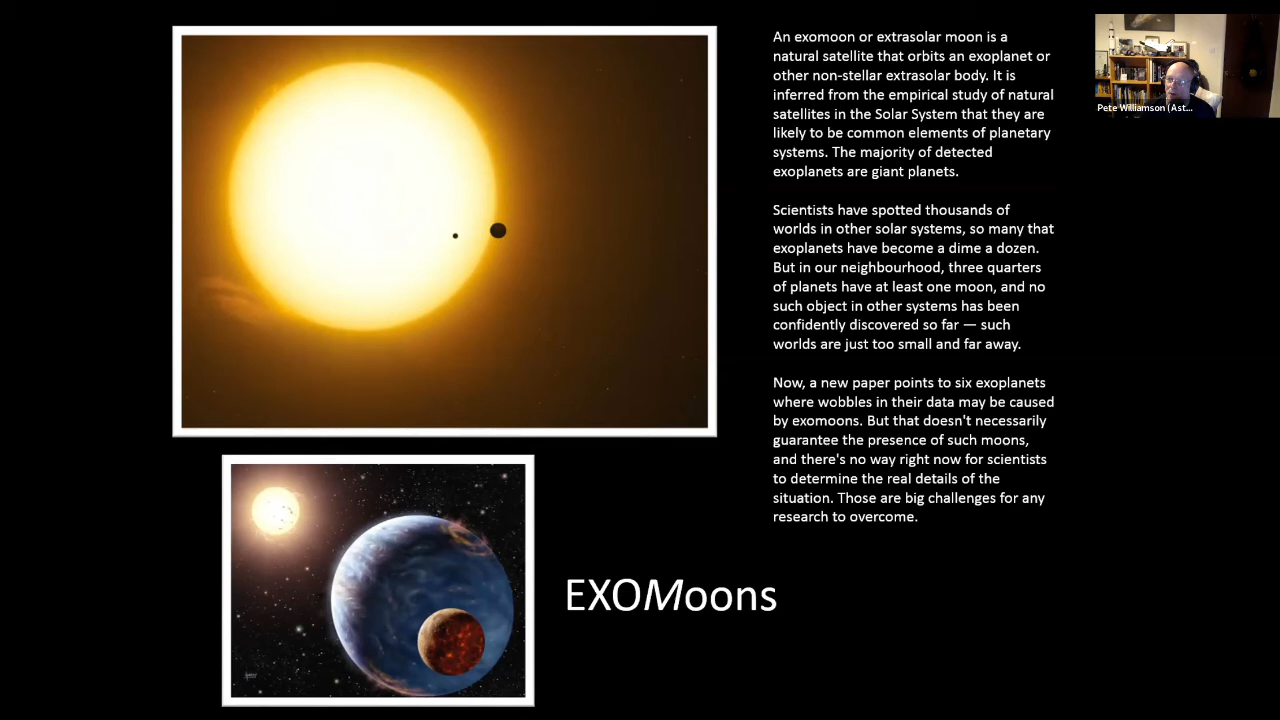 An exomoon or extrasolar moon is a
natural satellite that orbits an exoplanet or
other non-stellar extrasolar body. It is
inferred from the empirical study of natural
satellites in the Solar System that they are
likely to be common elements of planetary
systems. The majority of detected
exoplanets are giant planets.
Scientists have spotted thousands of
worlds in other solar systems, so many that
exoplanets have become a dime a dozen.
But in our neighbourhood, three quarters
of planets have at least one moon, and no
such object in other systems has been
confidently discovered so far — such
worlds are just too small and far away.
Now, a new paper points to six exoplanets
where wobbles in their data may be caused
by exomoons. But that doesn't necessarily
guarantee the presence of such moons,
and there's no way right now for scientists
to determine the real details of the
situation. Those are big challenges for any
research to overcome.
EXOMoons
Pete Williamson (Ast...